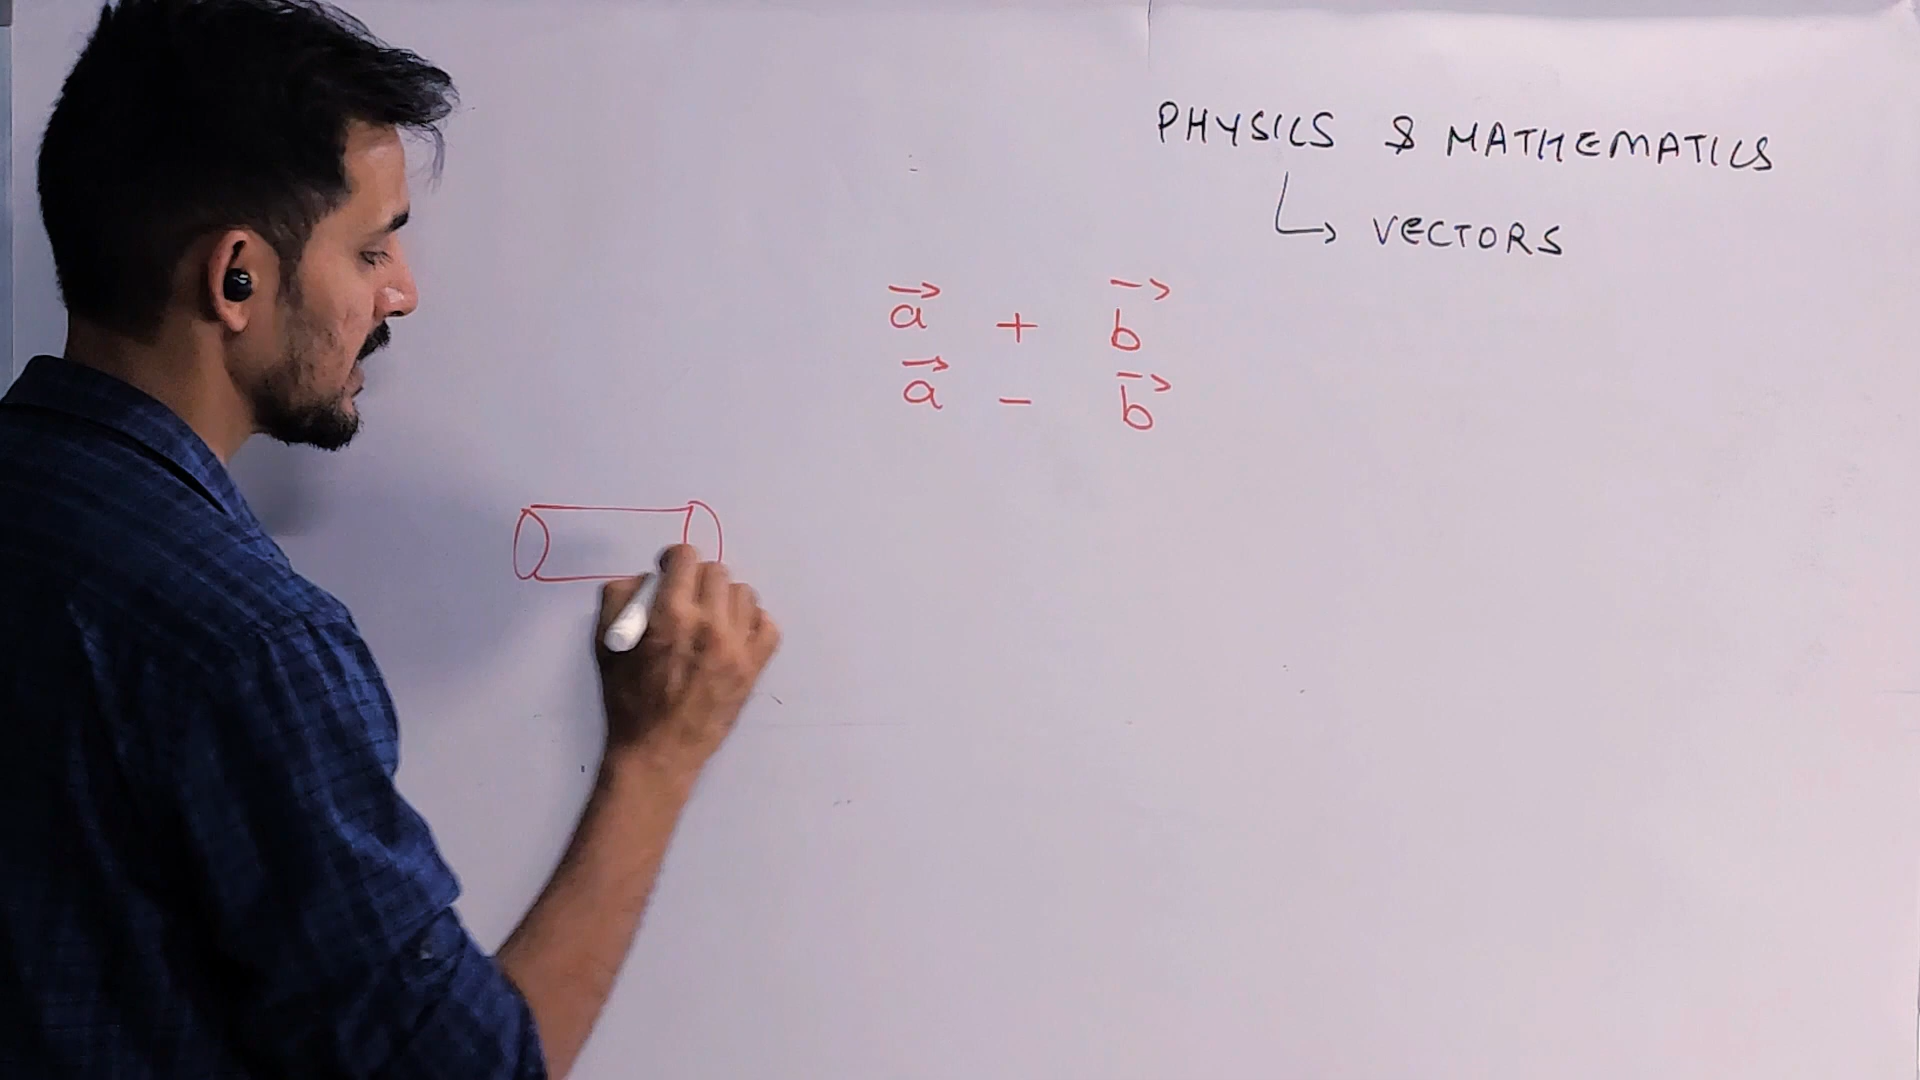 PHYSICS & MATHEMATICS
↳ VECTORS
a⃗ + b⃗
a⃗ - b⃗